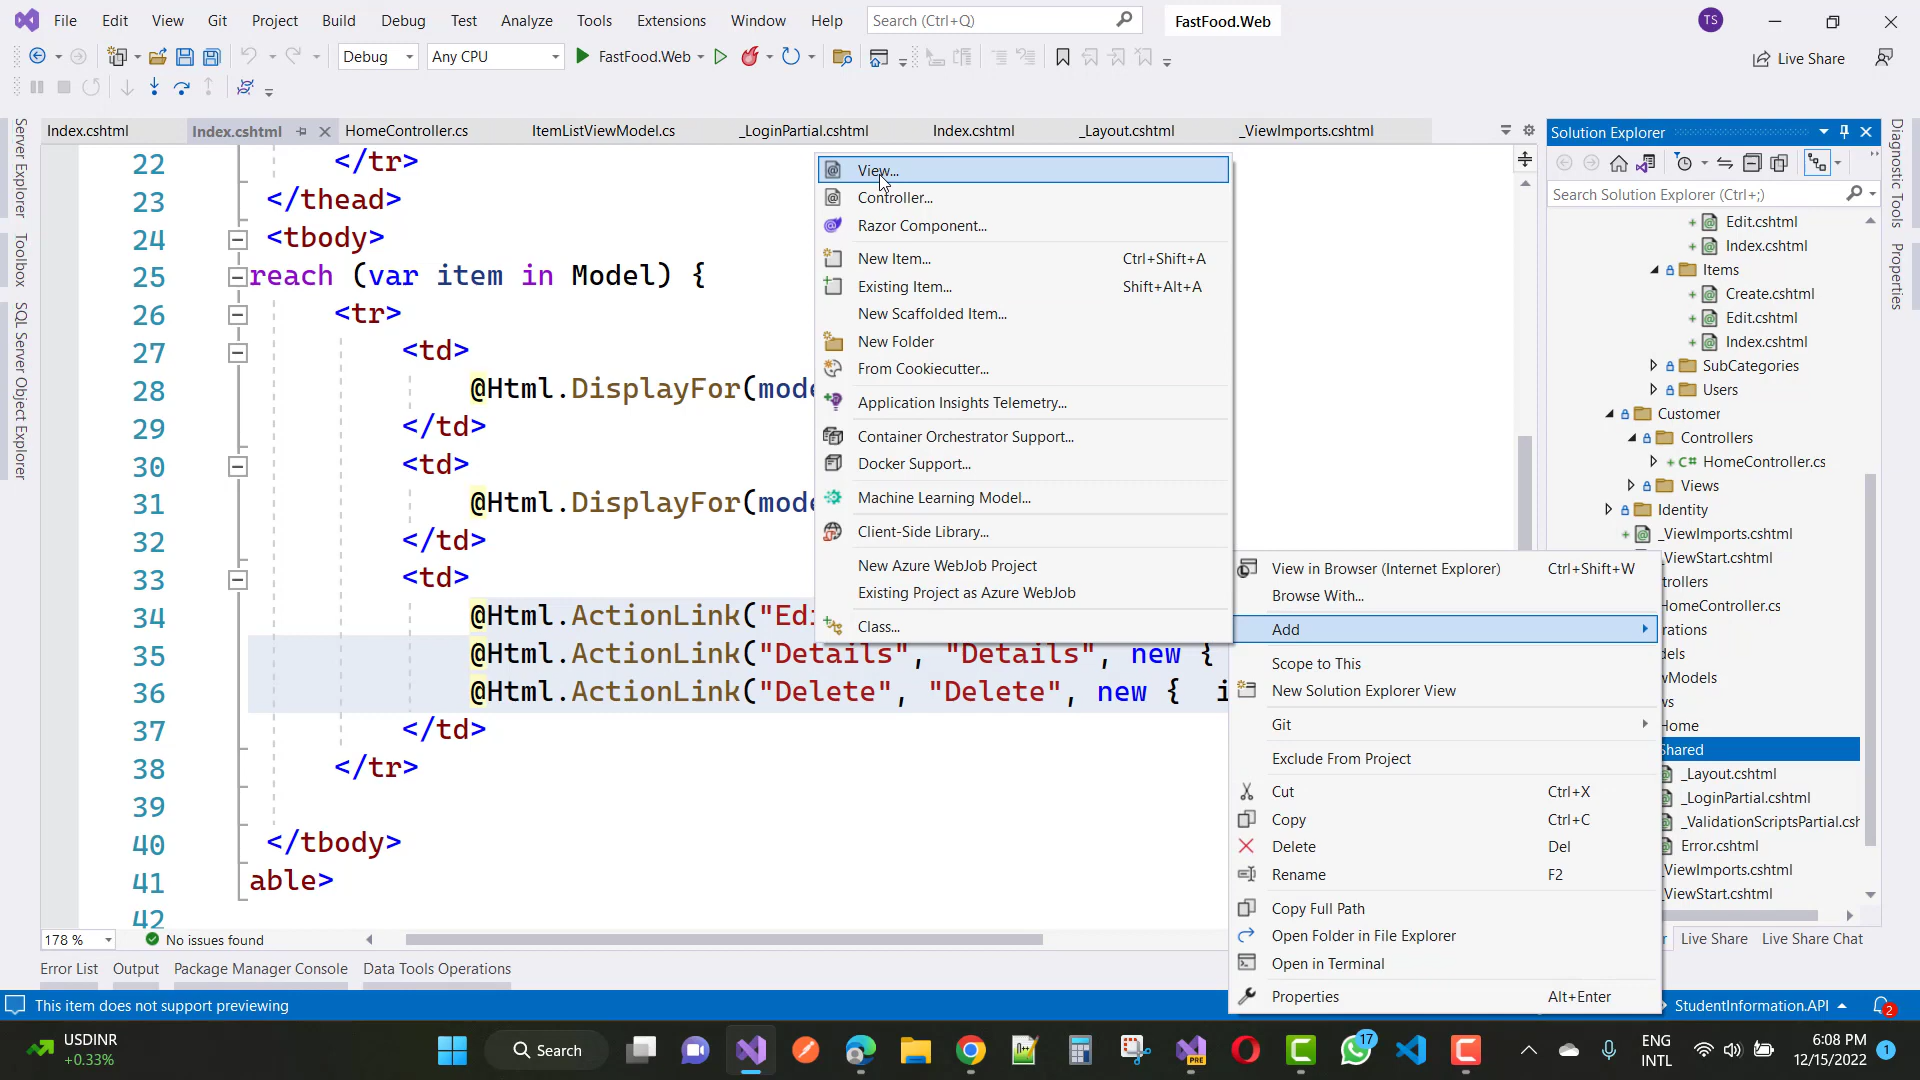 File Edit View Git Project Build Debug Test Analyze Tools Extensions Window Help Search (Ctrl+Q) FastFood.Web TS
Debug Any CPU FastFood.Web Live Share
Index.cshtml Index.cshtml HomeController.cs ItemListViewModel.cs _LoginPartial.cshtml Index.cshtml _Layout.cshtml _ViewImports.cshtml
Server Explorer
Toolbox
SQL Server Object Explorer
22 </tr>
23 </thead>
24 <tbody>
25 reach (var item in Model) {
26 <tr>
27 <td>
28 @Html.DisplayFor(mode
29 </td>
30 <td>
31 @Html.DisplayFor(mode
32 </td>
33 <td>
34 @Html.ActionLink("Edi
35 @Html.ActionLink("Details", "Details", new {
36 @Html.ActionLink("Delete", "Delete", new { i
37 </td>
38 </tr>
39
40 </tbody>
41 able>
42
View...
Controller...
Razor Component...
New Item... Ctrl+Shift+A
Existing Item... Shift+Alt+A
New Scaffolded Item...
New Folder
From Cookiecutter...
Application Insights Telemetry...
Container Orchestrator Support...
Docker Support...
Machine Learning Model...
Client-Side Library...
New Azure WebJob Project
Existing Project as Azure WebJob
Class...
View in Browser (Internet Explorer) Ctrl+Shift+W
Browse With...
Add
Scope to This
New Solution Explorer View
Git
Exclude From Project
Cut Ctrl+X
Copy Ctrl+C
Delete Del
Rename F2
Copy Full Path
Open Folder in File Explorer
Open in Terminal
Properties Alt+Enter
Solution Explorer
Search Solution Explorer (Ctrl+;)
Edit.cshtml
Index.cshtml
Items
Create.cshtml
Edit.cshtml
Index.cshtml
SubCategories
Users
Customer
Controllers
C# HomeController.cs
Views
Identity
_ViewImports.cshtml
_ViewStart.cshtml
rollers
HomeController.cs
rations
dels
wModels
ws
Home
Shared
_Layout.cshtml
_LoginPartial.cshtml
_ValidationScriptsPartial.csh
Error.cshtml
_ViewImports.cshtml
ViewStart.cshtml
Diagnostic Tools
Properties
178 % No issues found
r Live Share Live Share Chat
Error List Output Package Manager Console Data Tools Operations
This item does not support previewing StudentInformation.API 2
USDINR
+0.33%
Search
PRE
17
ENG
INTL
6:08 PM
12/15/2022
1